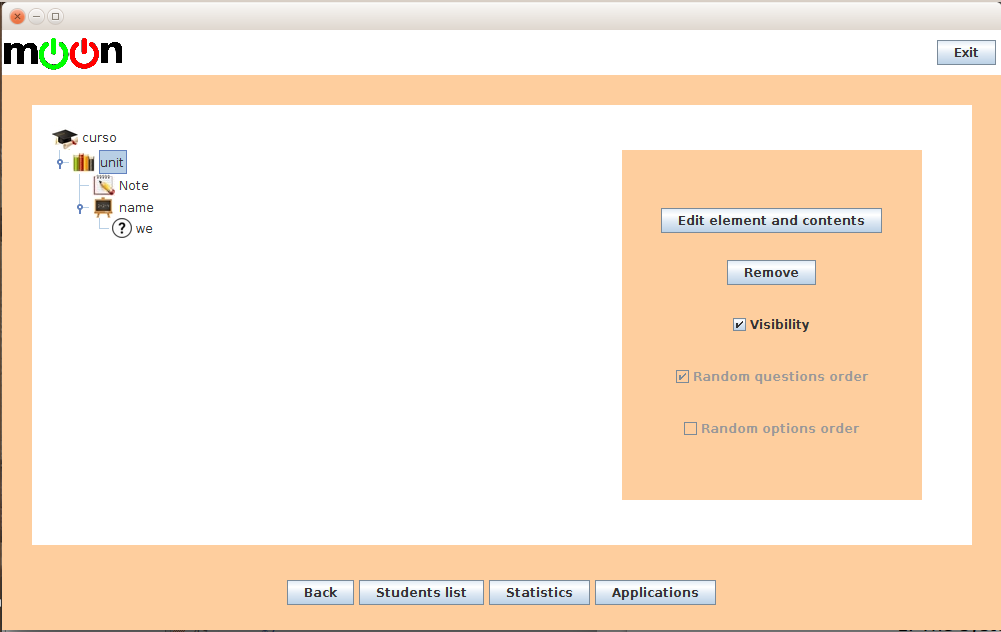 moon
Exit
curso
unit
Note
name
? we
Edit element and contents
Remove
Visibility
Random questions order
Random options order
Back Students list Statistics Applications